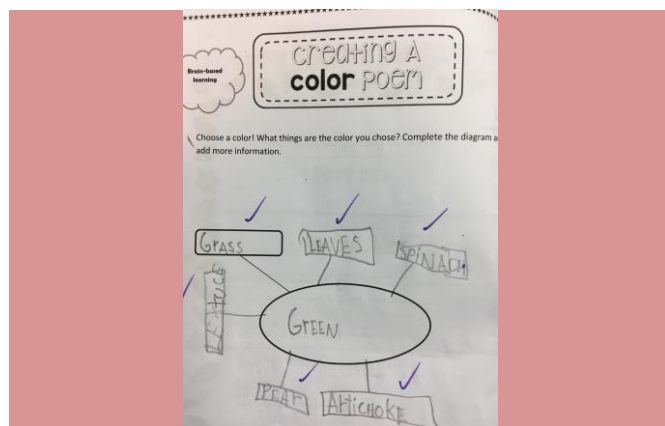 Brain-based
learning
creating A
color Poem
Choose a color! What things are the color you chose? Complete the diagram a
add more information.
Grass
LEAVES
SPINACH
LEXTUCE
GrEEN
PEAr
ArtiCHOKE